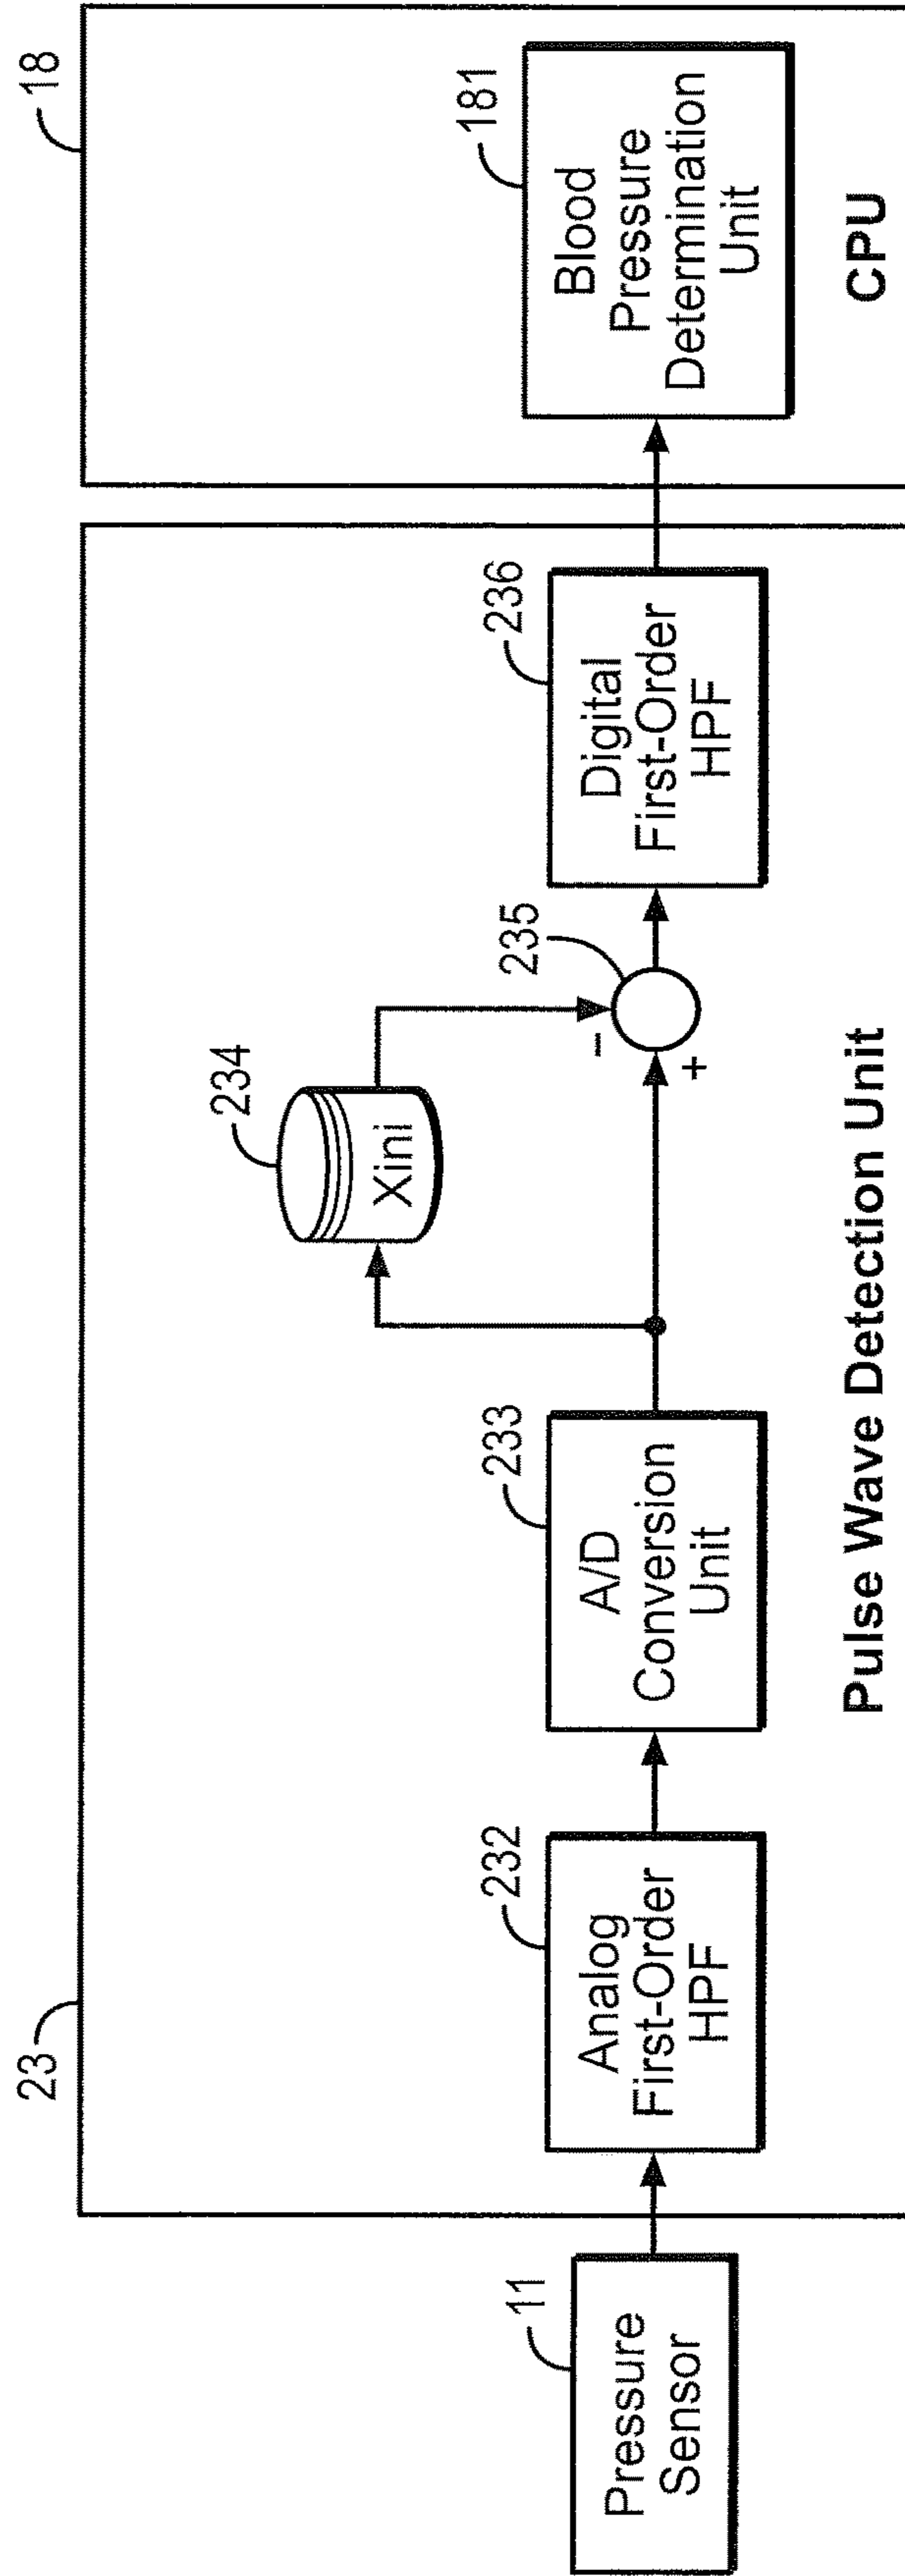 23
18
11
Pressure
Sensor
232
Analog
First-Order
HPF
233
A/D
Conversion
Unit
234
Xini
235
−
+
236
Digital
First-Order
HPF
181
Blood
Pressure
Determination
Unit
Pulse Wave Detection Unit
CPU